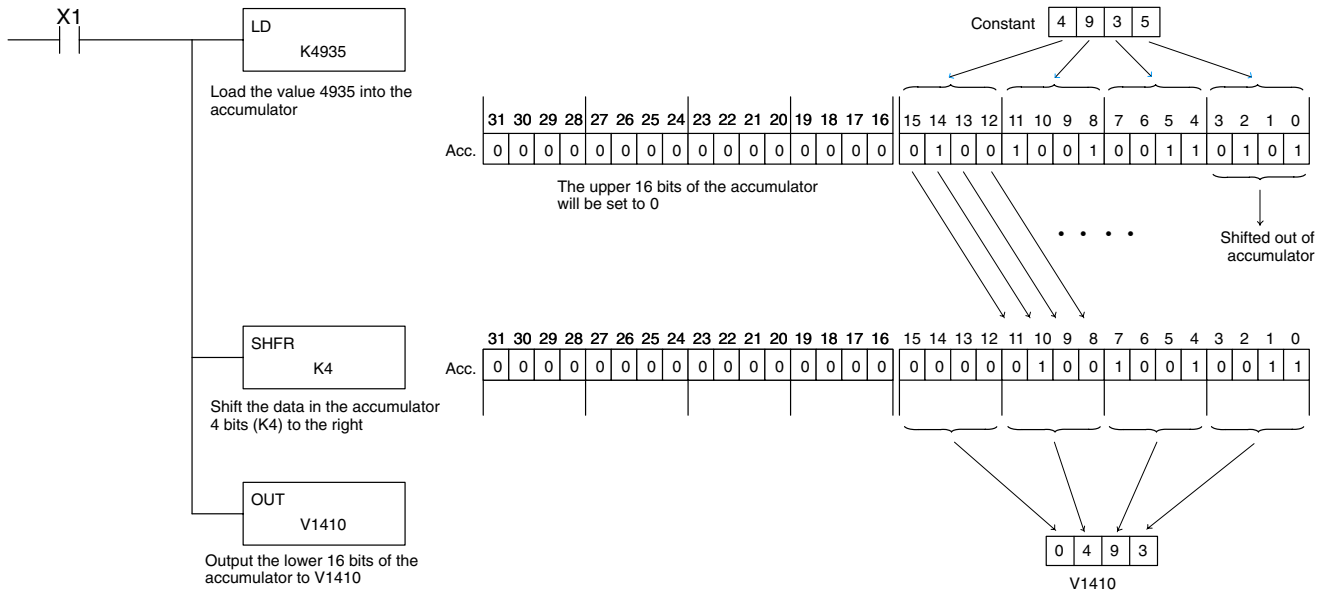 X1
LD
K4935
Load the value 4935 into the
accumulator
Constant 4 9 3 5
31 30 29 28 27 26 25 24 23 22 21 20 19 18 17 16 15 14 13 12 11 10 9 8 7 6 5 4 3 2 1 0
Acc. 0 0 0 0 0 0 0 0 0 0 0 0 0 0 0 0 0 1 0 0 1 0 0 1 0 0 1 1 0 1 0 1
The upper 16 bits of the accumulator
will be set to 0
Shifted out of
accumulator
SHFR
K4
Shift the data in the accumulator
4 bits (K4) to the right
31 30 29 28 27 26 25 24 23 22 21 20 19 18 17 16 15 14 13 12 11 10 9 8 7 6 5 4 3 2 1 0
Acc. 0 0 0 0 0 0 0 0 0 0 0 0 0 0 0 0 0 0 0 0 0 1 0 0 1 0 0 1 0 0 1 1
OUT
V1410
Output the lower 16 bits of the
accumulator to V1410
0 4 9 3
V1410